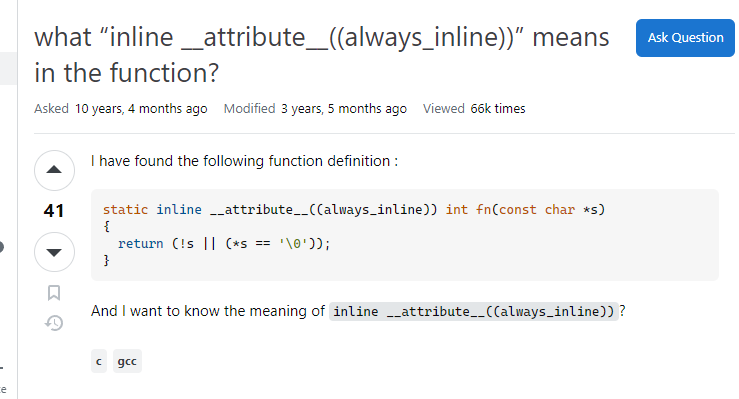 what “inline __attribute__((always_inline))” means
in the function?
Ask Question
Asked 10 years, 4 months ago Modified 3 years, 5 months ago Viewed 66k times
I have found the following function definition :
41
static inline __attribute__((always_inline)) int fn(const char *s)
{
  return (!s || (*s == '\0'));
}
And I want to know the meaning of inline __attribute__((always_inline)) ?
c gcc